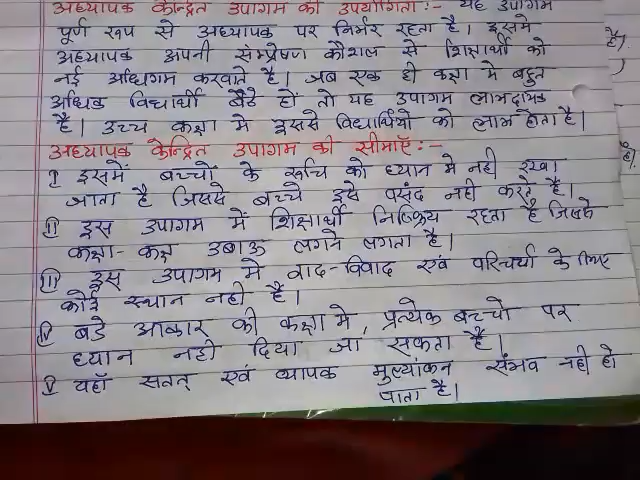 अध्यापक केन्द्रित उपागम की उपयोगिता:- यह उपागम
पूर्ण रूप से अध्यापक पर निर्भर रहता है। इसमे
अध्यापक अपनी संम्प्रेषण कौशल से शिक्षार्थी को
नई अधिगम करवाते है। जब एक ही कक्षा मे बहुत
अधिक विद्यार्थी बैठे हों तो यह उपागम लाभदायक
है। उच्च कक्षा मे इससे विद्यार्थियो को लाभ होता है।
अध्यापक केन्द्रित उपागम की सीमाएँ:-
I इसमें बच्चों के रूचि को ध्यान मे नही रखा
जाता है जिससे बच्चे इसे पसंद नही करते है।
II इस उपागम में शिक्षार्थी निष्क्रिय रहता है जिसके
कक्षा-कक्ष उबाऊ लगने लगता है।
III इस उपागम मे वाद-विवाद एवं परिचर्या के लिए
कोई स्थान नही है।
IV बडे आकार की कक्षा मे, प्रत्येक बच्चो पर
ध्यान नही दिया जा सकता है।
V यहाँ सतत् एवं व्यापक मुल्यांकन संभव नही हो
पाता है।